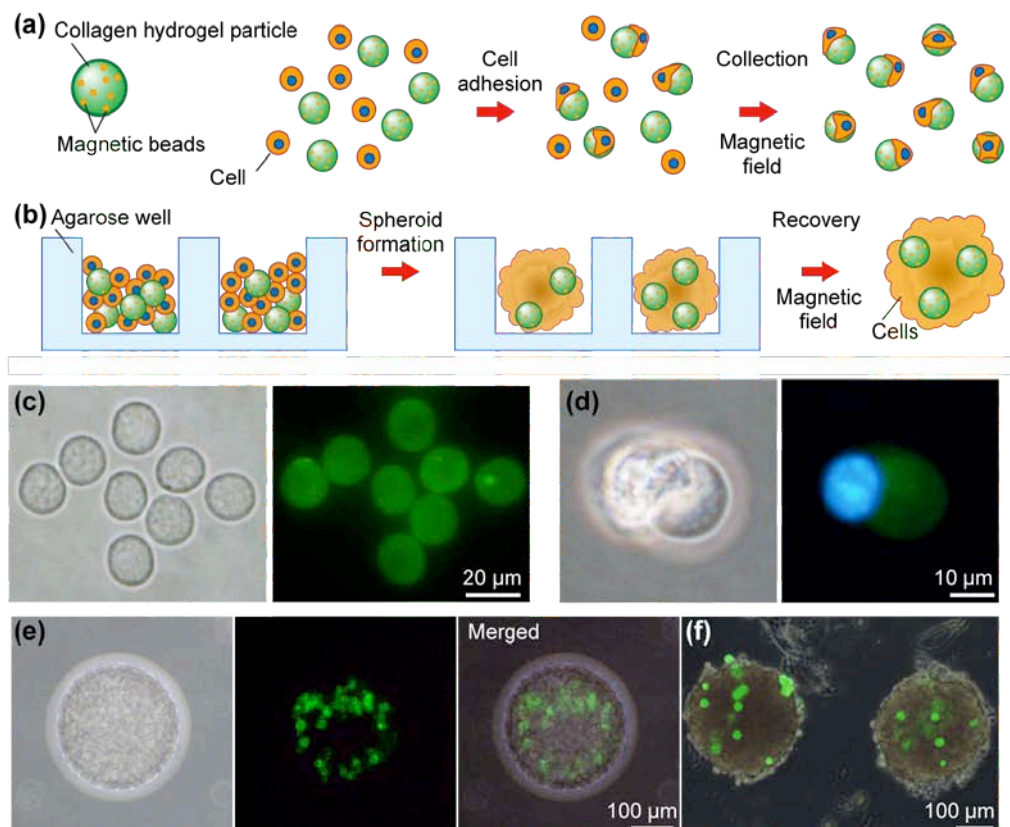 (a)
Collagen hydrogel particle
Magnetic beads
Cell
Cell
adhesion
Collection
Magnetic
field
(b)
Agarose well
Spheroid
formation
Recovery
Magnetic
field
Cells
(c)
20 µm
(d)
10 µm
(e)
Merged
100 µm
(f)
100 µm